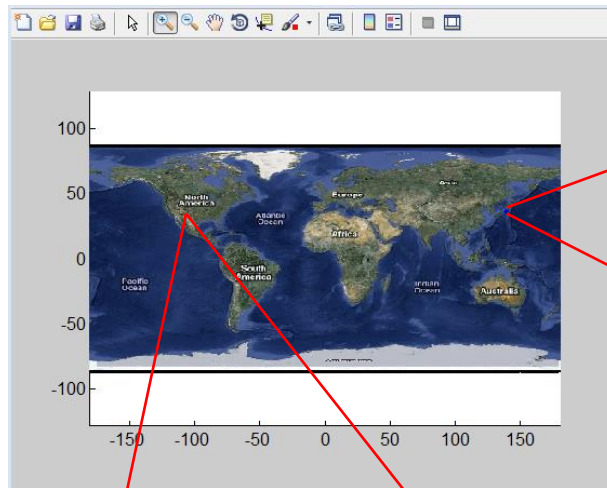 100
50
0
-50
-100
North
America
Europe
Atlantic
Ocean
Africa
South
America
Pacific
Ocean
Indian
Ocean
Australia
-150 -100 -50 0 50 100 150